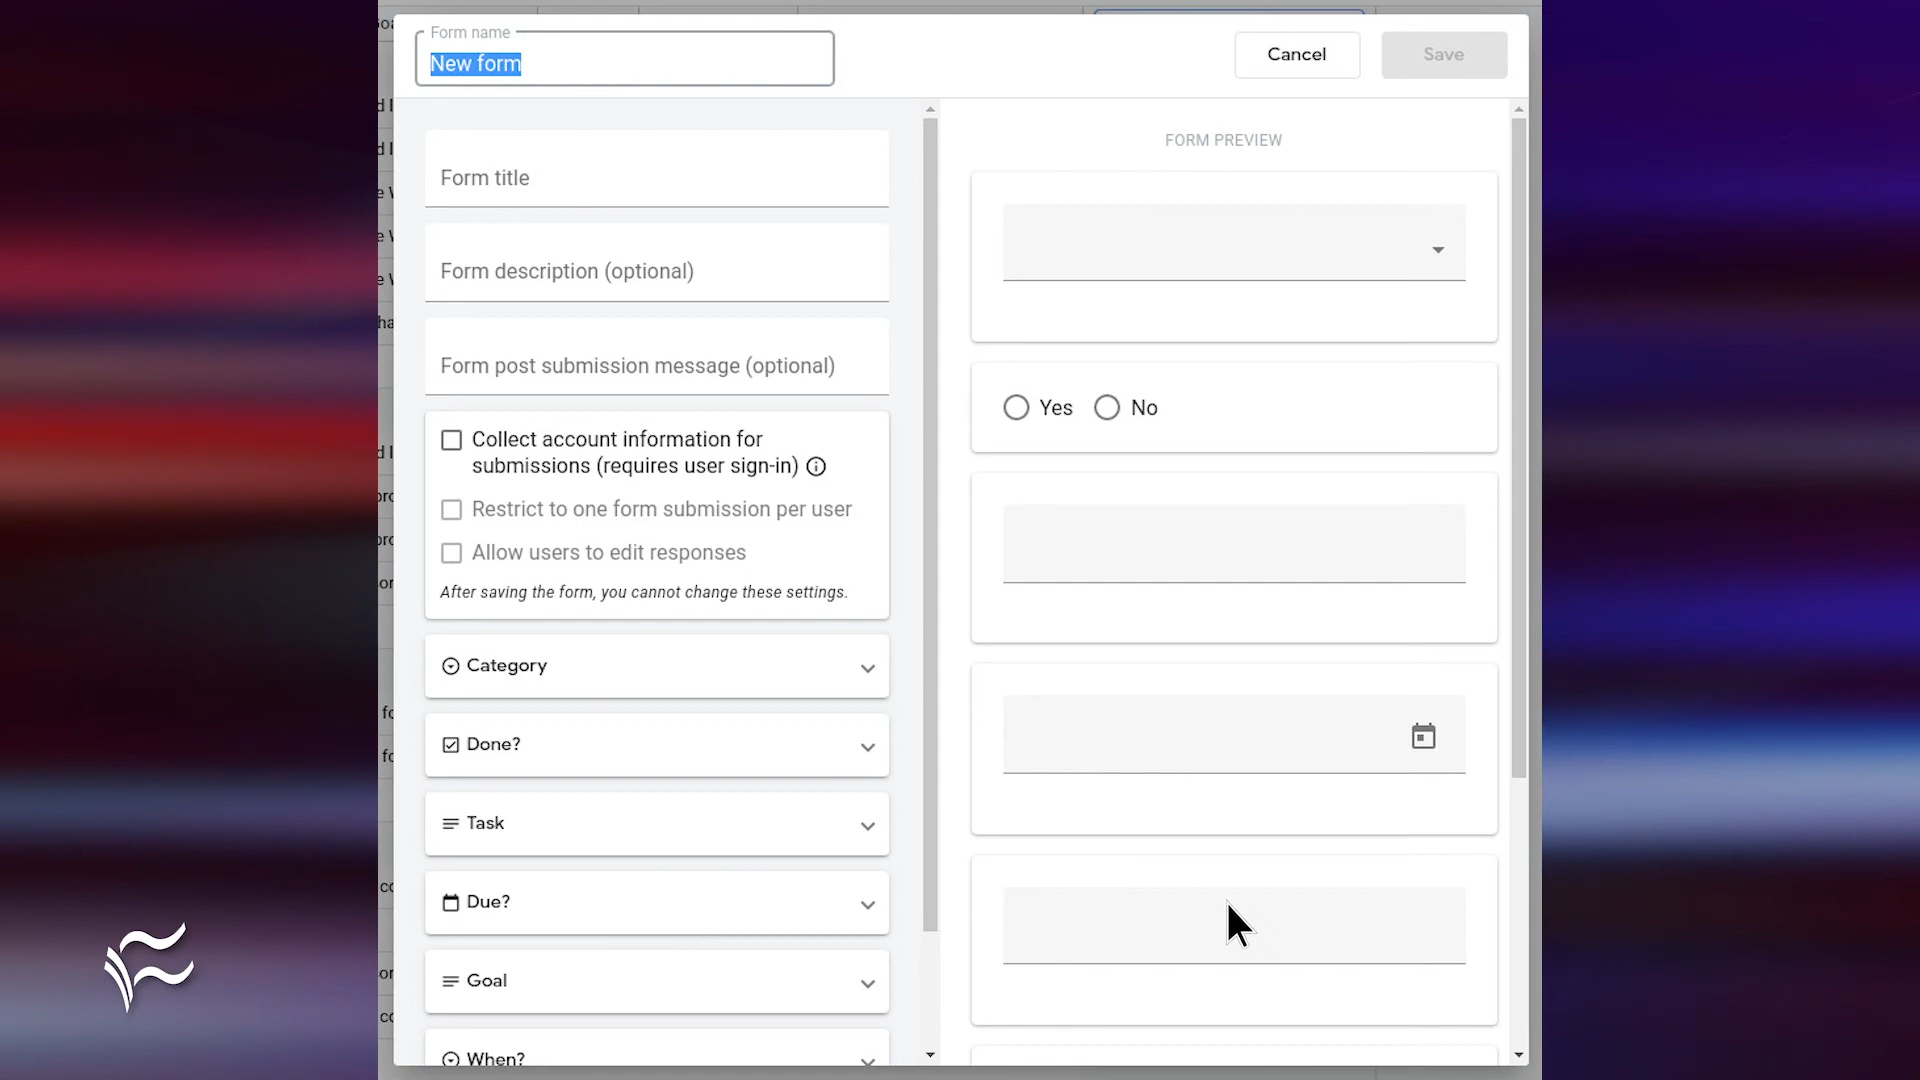 Form name
New form
Cancel
Save
Form title
Form description (optional)
Form post submission message (optional)
Collect account information for
submissions (requires user sign-in)
Restrict to one form submission per user
Allow users to edit responses
After saving the form, you cannot change these settings.
Category
Done?
Task
Due?
Goal
When?
FORM PREVIEW
Yes
No